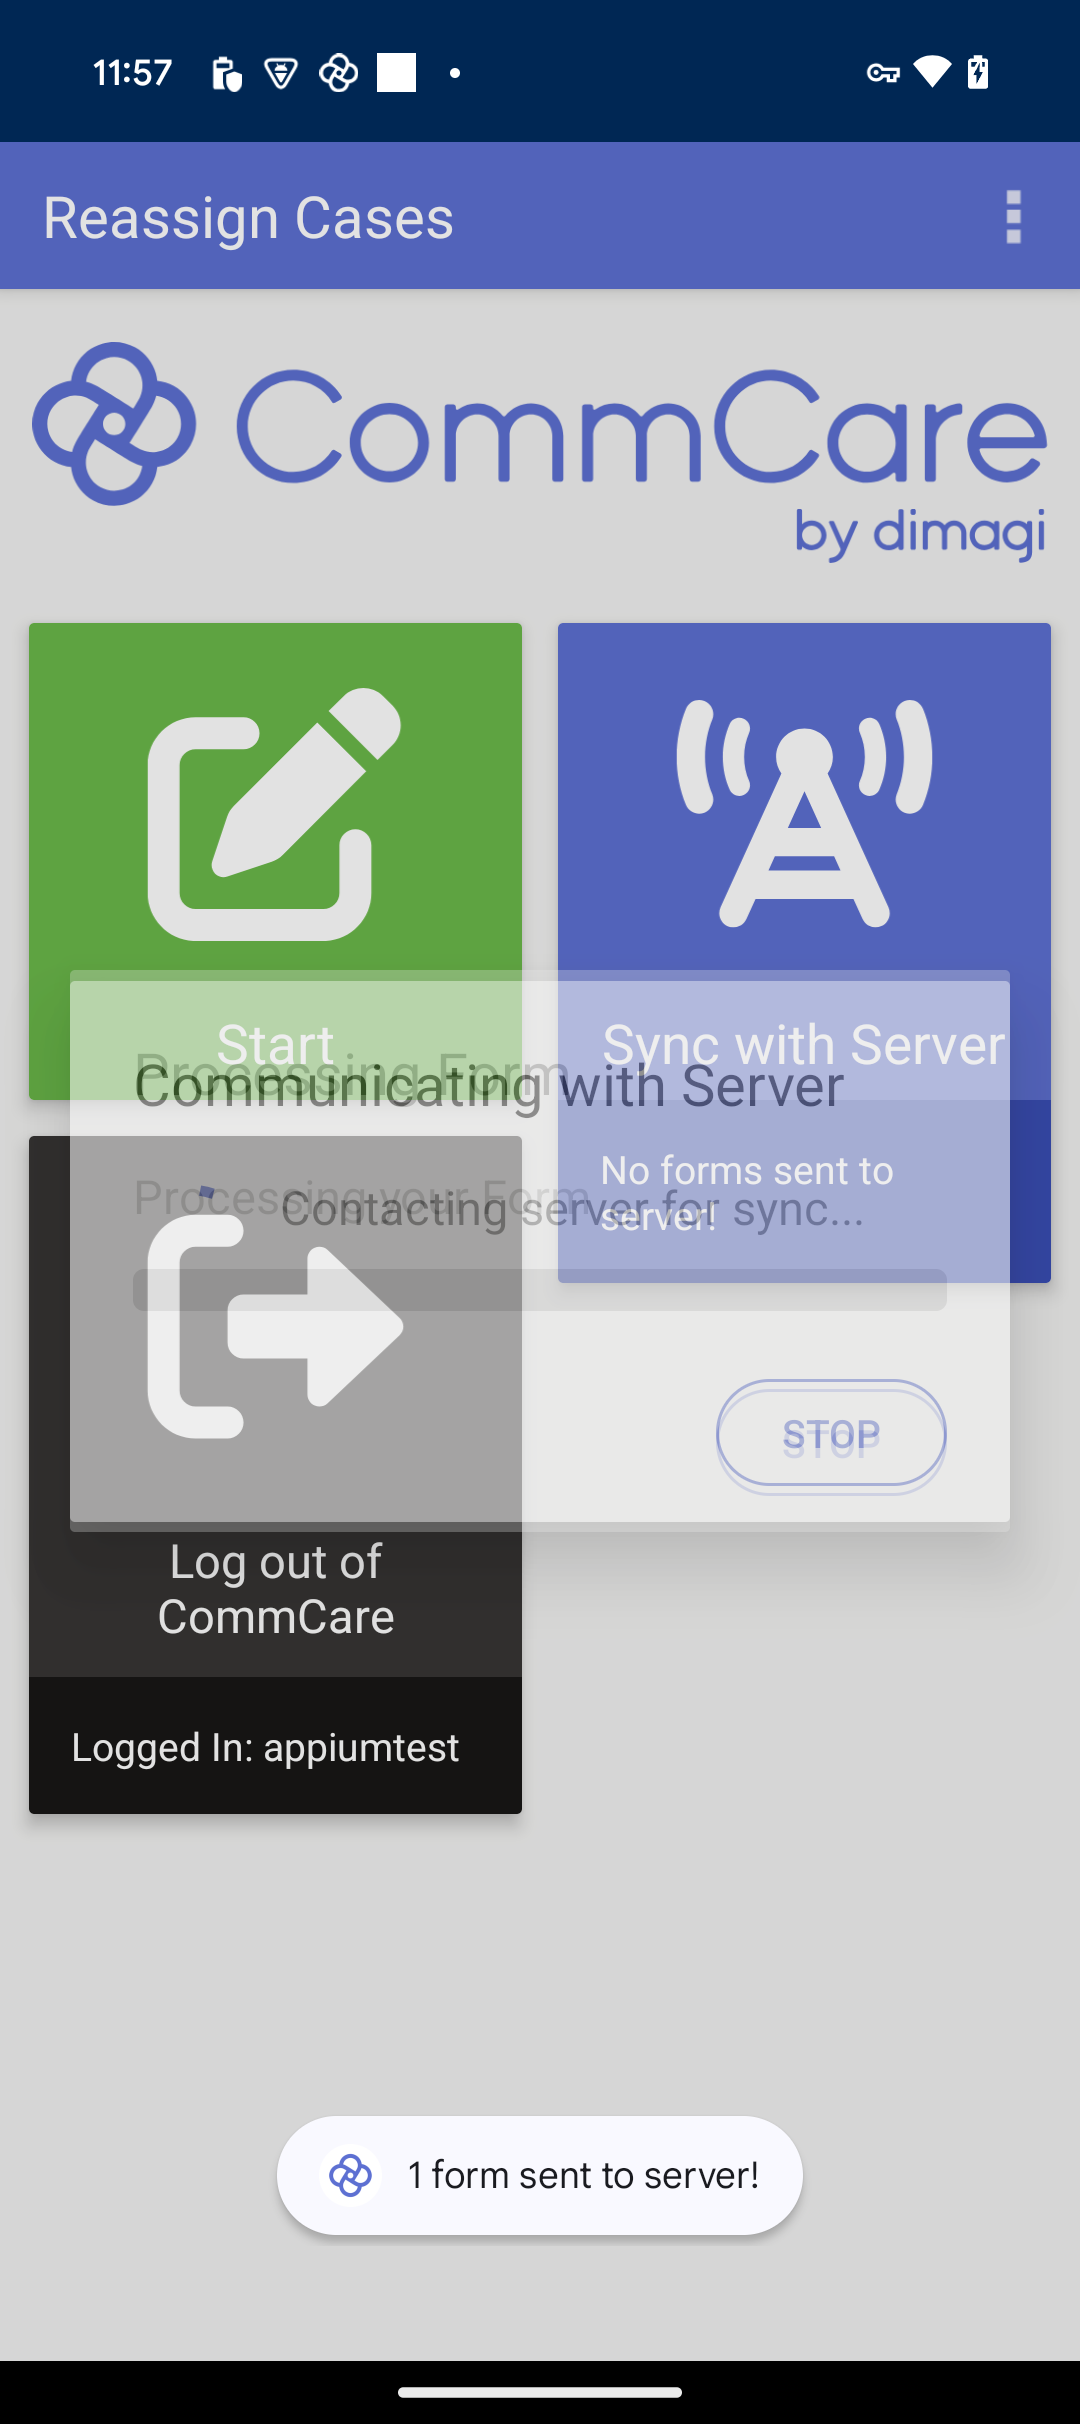 11:57
Reassign Cases
CommCare
by dimagi
Start
Sync with Server
Processing Form
Communicating with Server
No forms sent to
server!
Processing your Form
Contacting server for sync...
STOP
STOP
Log out of
CommCare
Logged In: appiumtest
1 form sent to server!